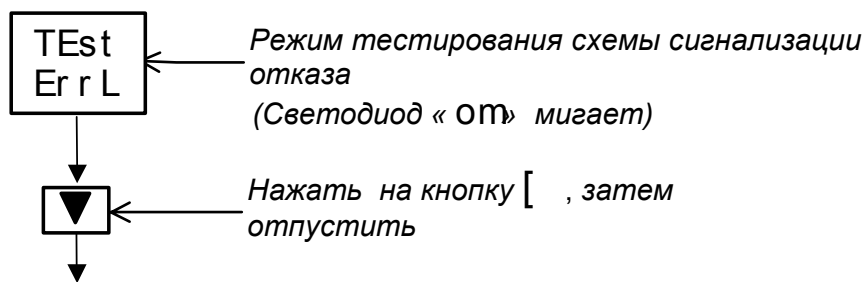 TEst
Er r L
Режим тестирования схемы сигнализации
отказа
(Светодиод « om» мигает)
Нажать на кнопку [ , затем
отпустить